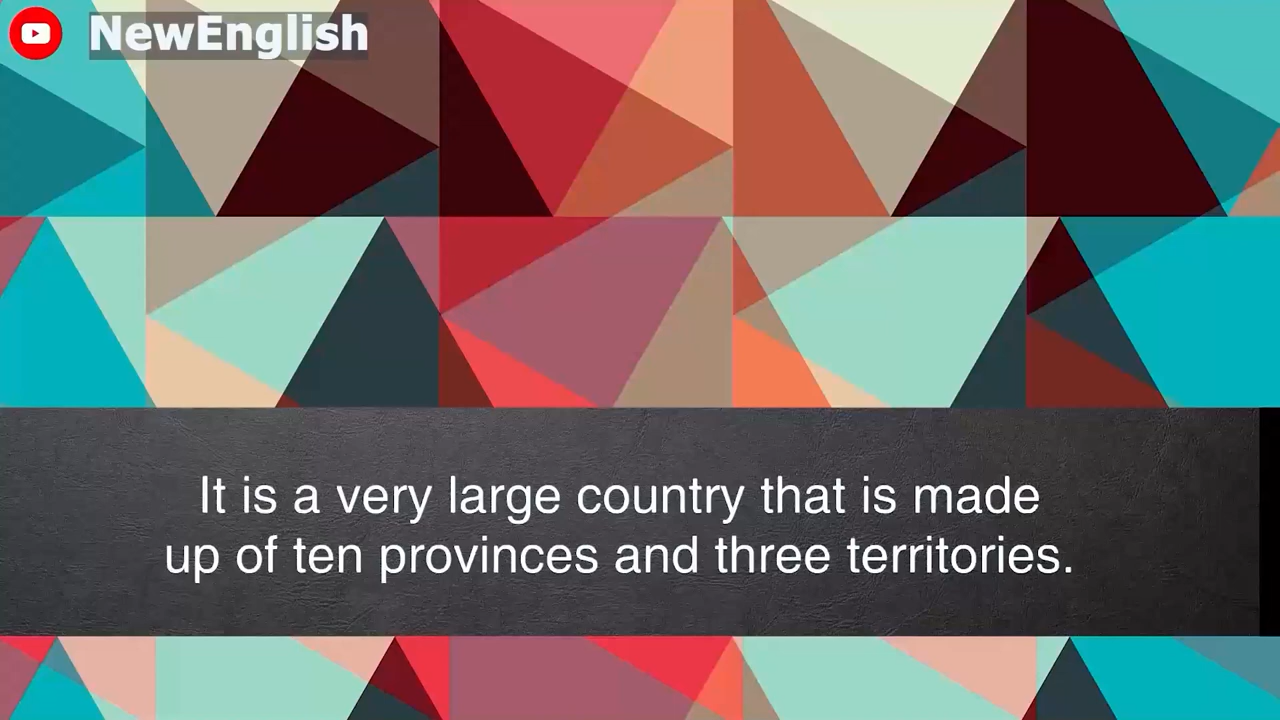 NewEnglish
It is a very large country that is made
up of ten provinces and three territories.